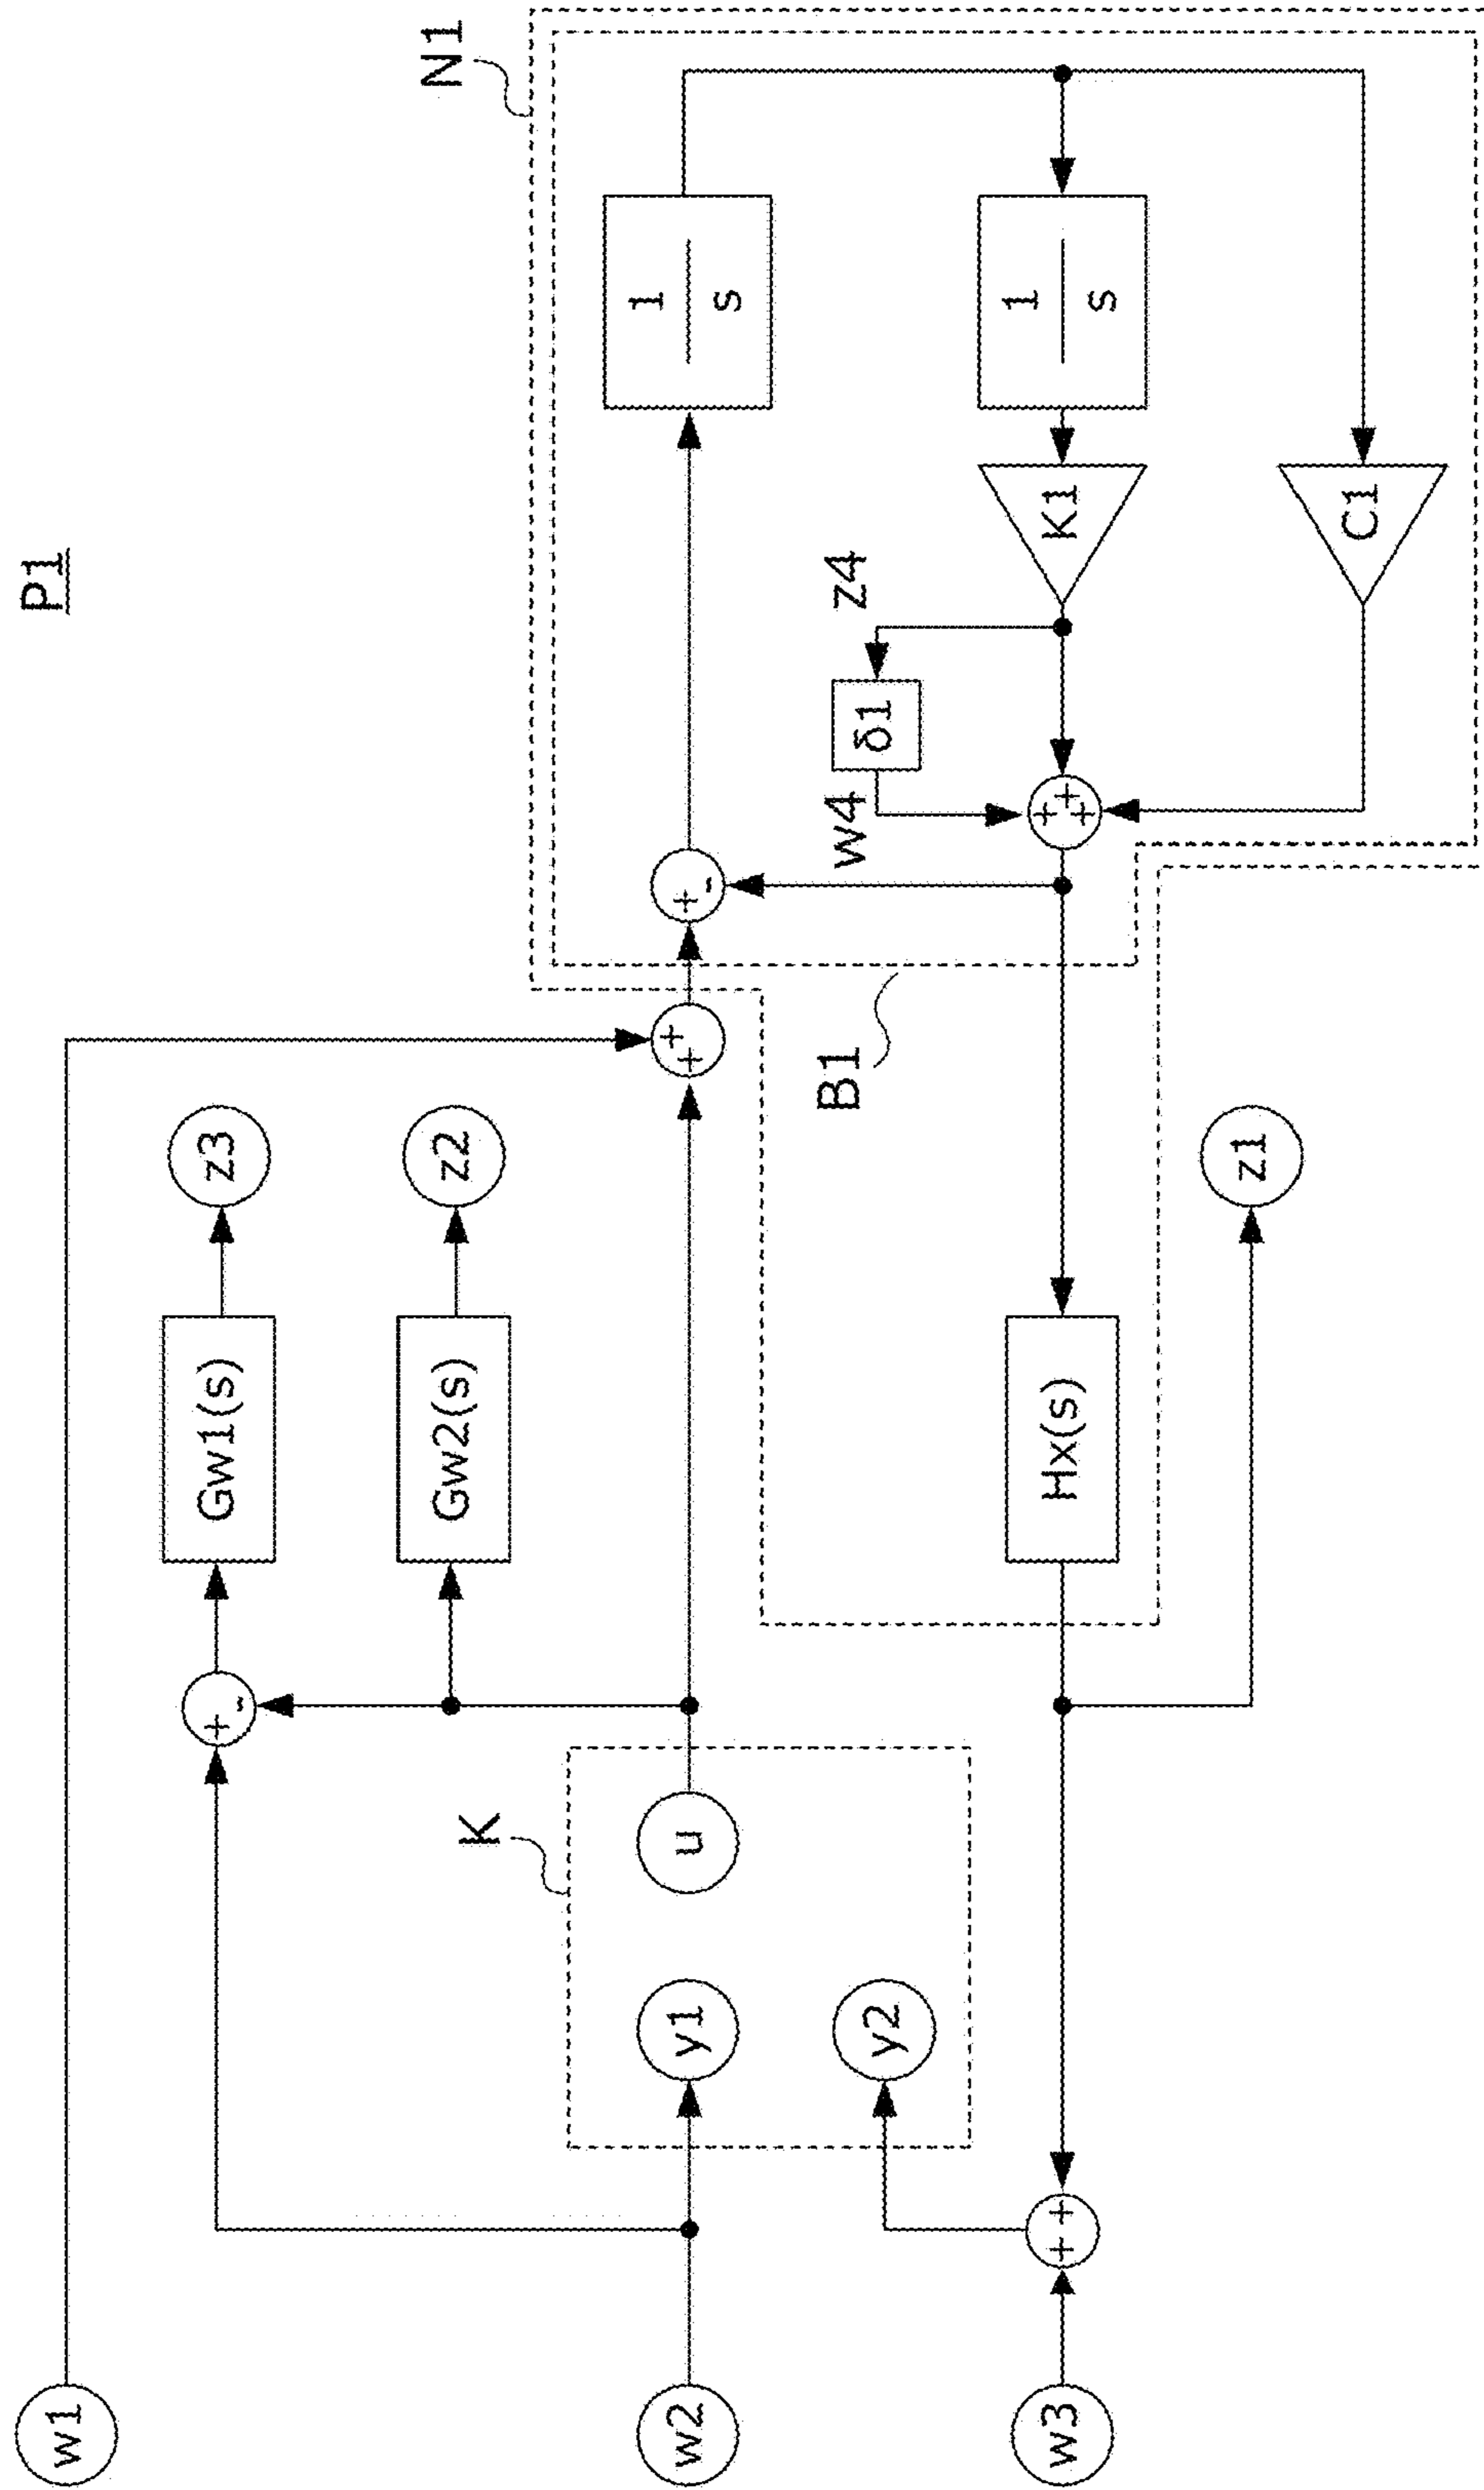 P1
N1
w1
z3
Gw1(s)
+
-
z2
Gw2(s)
+
+
+
-
1
s
K
u
y1
w2
y2
B1
w4
δ1
z4
1
s
K1
+
+
+
Hx(s)
+
+
w3
z1
C1